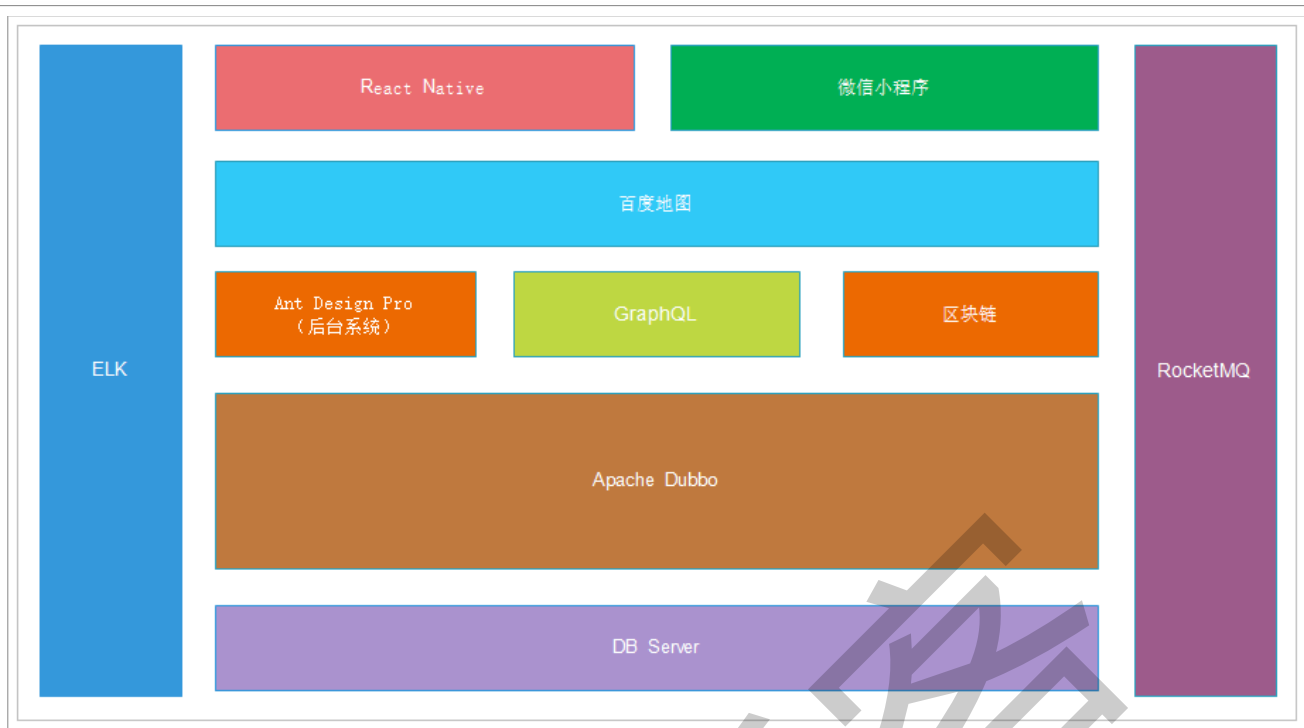 React Native
微信小程序
百度地图
Ant Design Pro
（后台系统）
GraphQL
区块链
ELK
RocketMQ
Apache Dubbo
DB Server